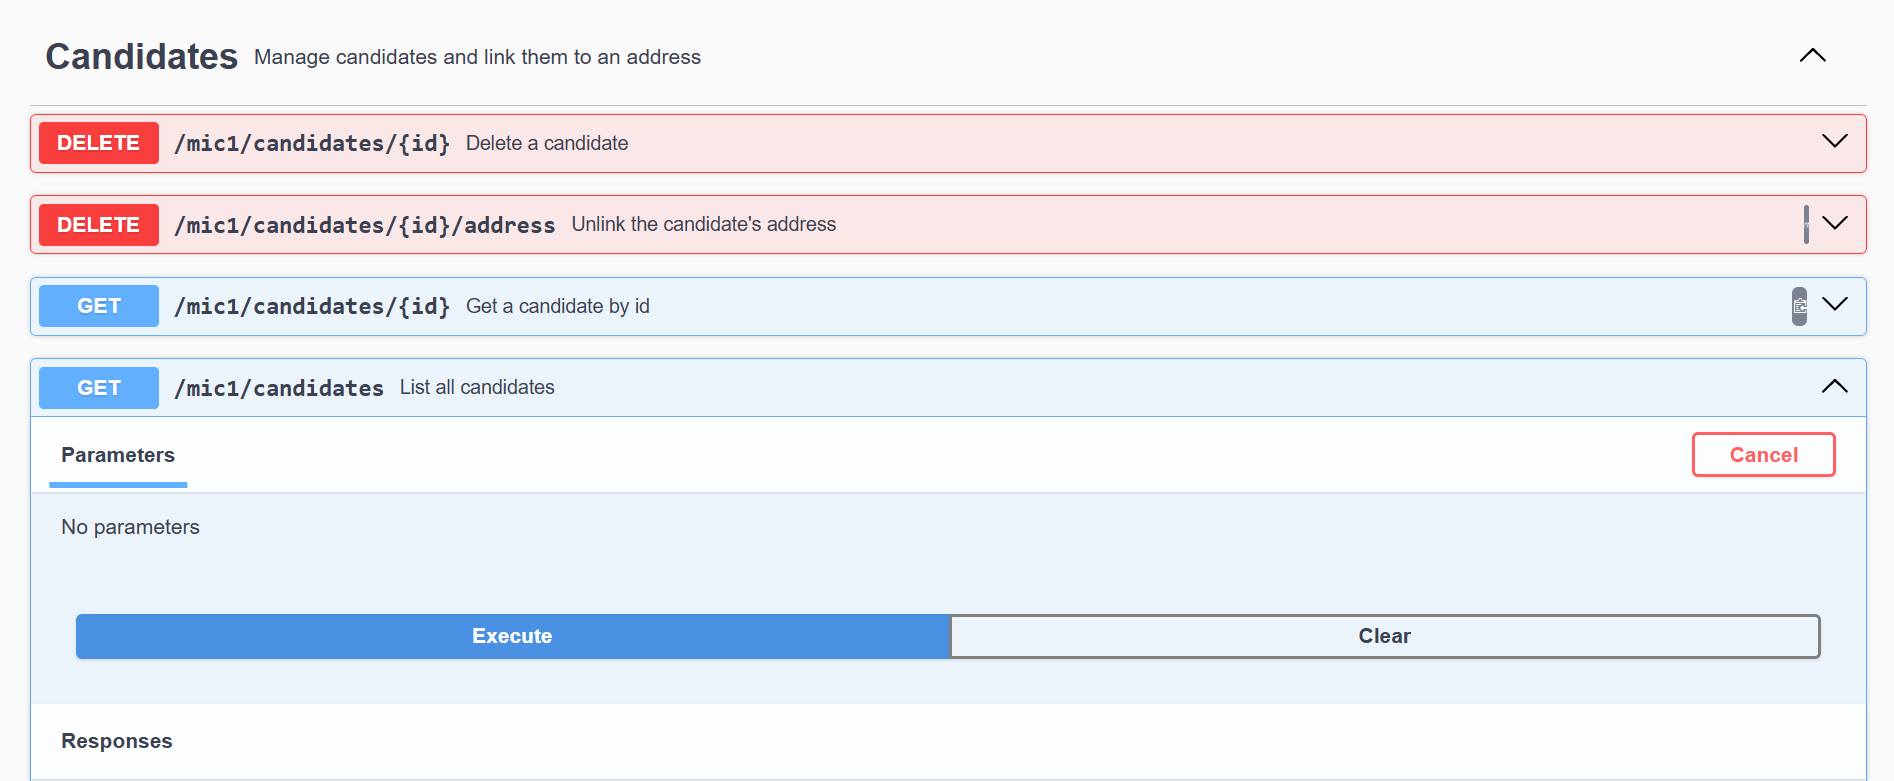 Candidates Manage candidates and link them to an address
DELETE /mic1/candidates/{id} Delete a candidate
DELETE /mic1/candidates/{id}/address Unlink the candidate's address
GET /mic1/candidates/{id} Get a candidate by id
GET /mic1/candidates List all candidates
Parameters Cancel
No parameters
Execute Clear
Responses